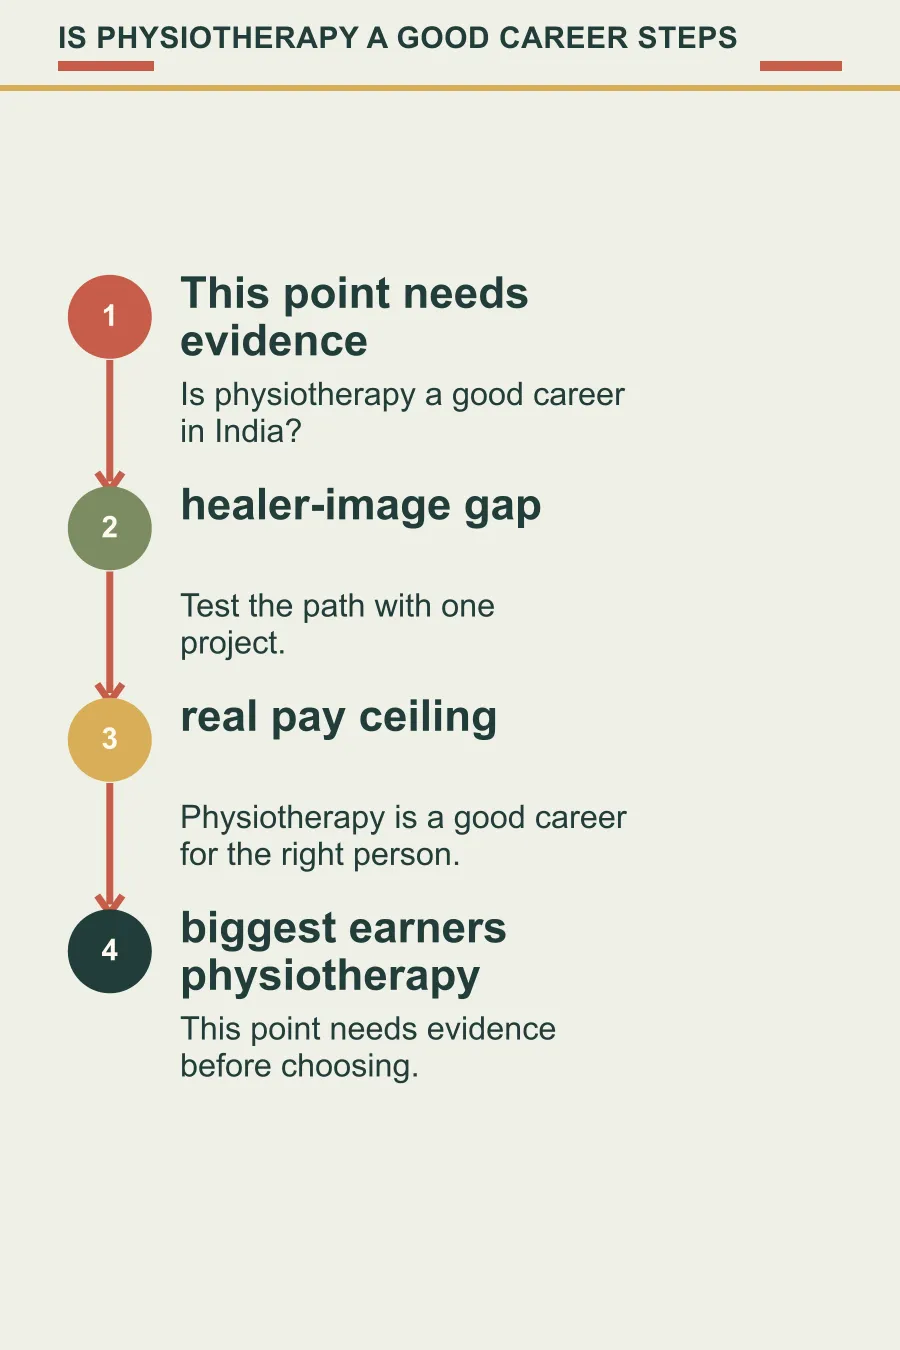 IS PHYSIOTHERAPY A GOOD CAREER STEPS
1
This point needs
evidence
Is physiotherapy a good career
in India?
2
healer-image gap
Test the path with one
project.
3
real pay ceiling
Physiotherapy is a good career
for the right person.
4
biggest earners
physiotherapy
This point needs evidence
before choosing.